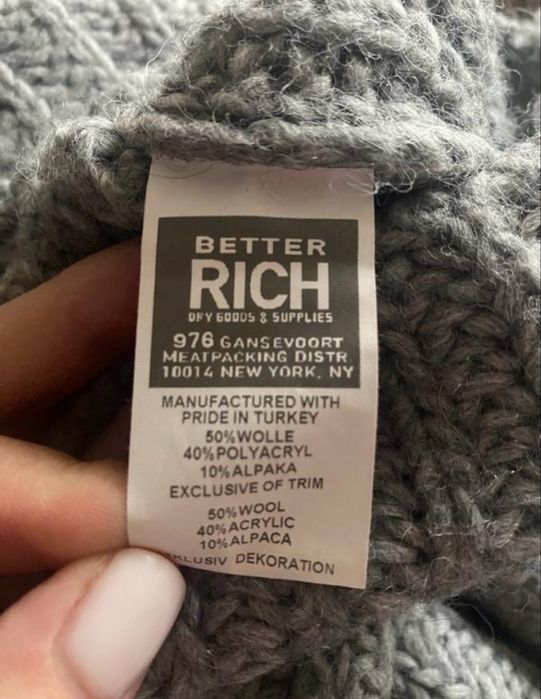 BETTER
RICH
DRY GOODS & SUPPLIES
976 GANSEVOORT
MEATPACKING DISTR
10014 NEW YORK, NY
MANUFACTURED WITH
PRIDE IN TURKEY
50%WOLLE
40%POLYACRYL
10%ALPAKA
EXCLUSIVE OF TRIM
50%WOOL
40%ACRYLIC
10%ALPACA
DEKORATION